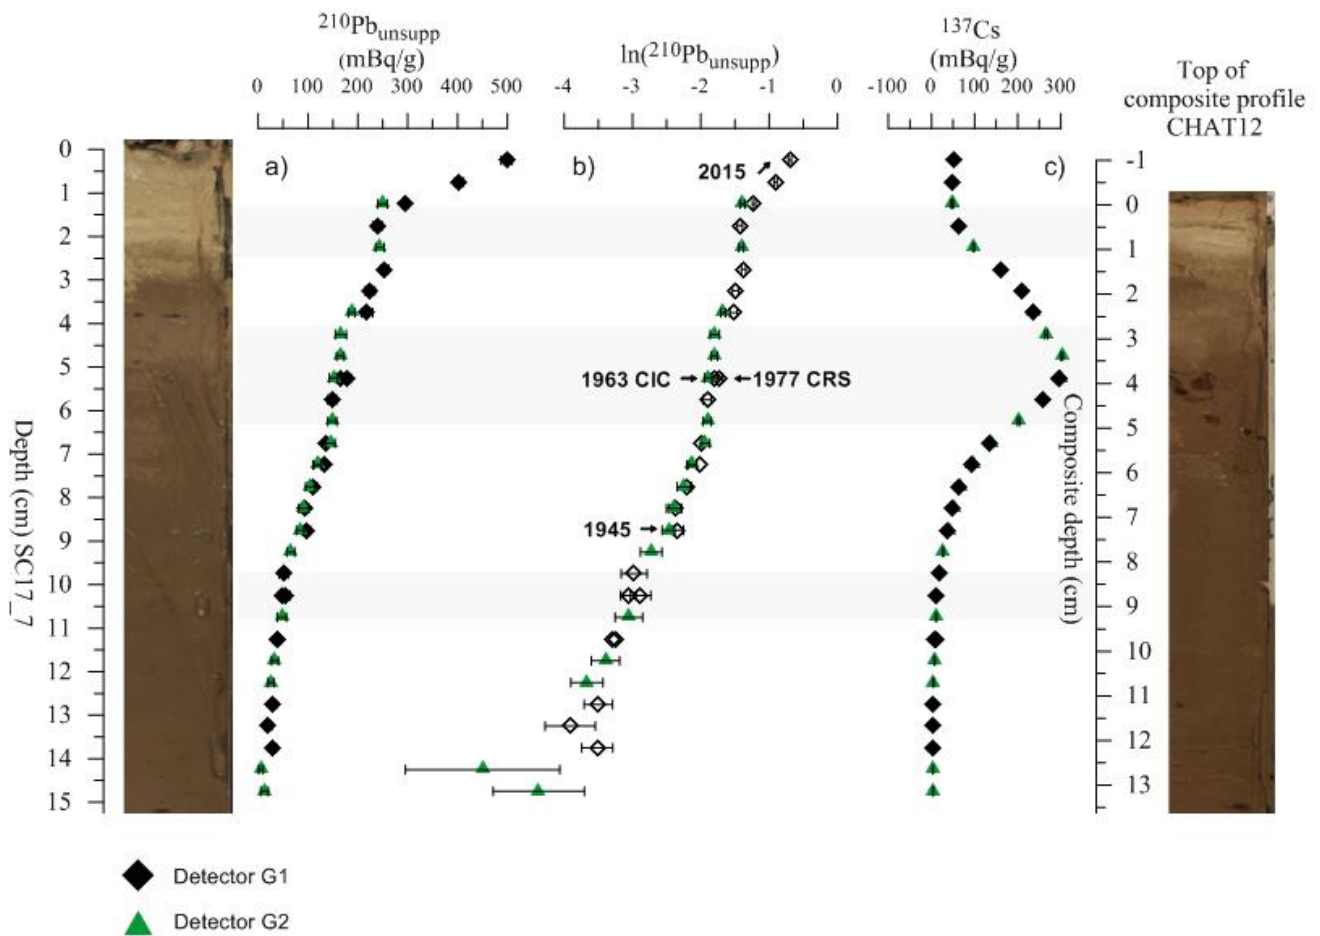 ²¹⁰Pb_unsupp
(mBq/g)
0 100 200 300 400 500
ln(²¹⁰Pb_unsupp)
-4 -3 -2 -1 0
¹³⁷Cs
(mBq/g)
-100 0 100 200 300
Top of
composite profile
CHAT12
a)
b)
c)
2015
1963 CIC
1977 CRS
1945
0
1
2
3
4
5
6
7
8
9
10
11
12
13
14
15
Depth (cm) SC17_7
-1
0
1
2
3
4
5
6
7
8
9
10
11
12
13
Composite depth (cm)
Detector G1
Detector G2